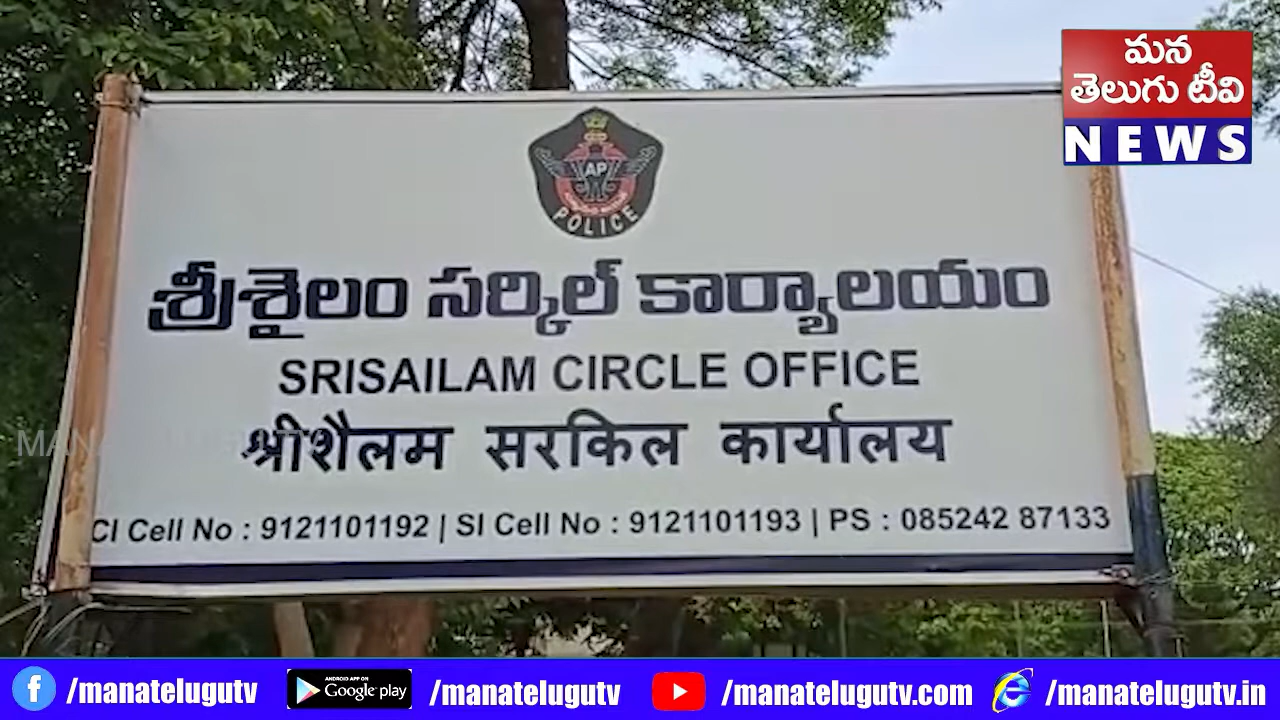 మన
తెలుగు టీవి
NEWS
AP
POLICE
శ్రీశైలం సర్కిల్ కార్యాలయం
SRISAILAM CIRCLE OFFICE
श्रीशैलम सरकिल कार्यालय
CI Cell No : 9121101192 | SI Cell No : 9121101193 | PS : 085242 87133
/manatelugutv
ANDROID APP ON
Google play
/manatelugutv
/manatelugutv.com
/manatelugutv.in